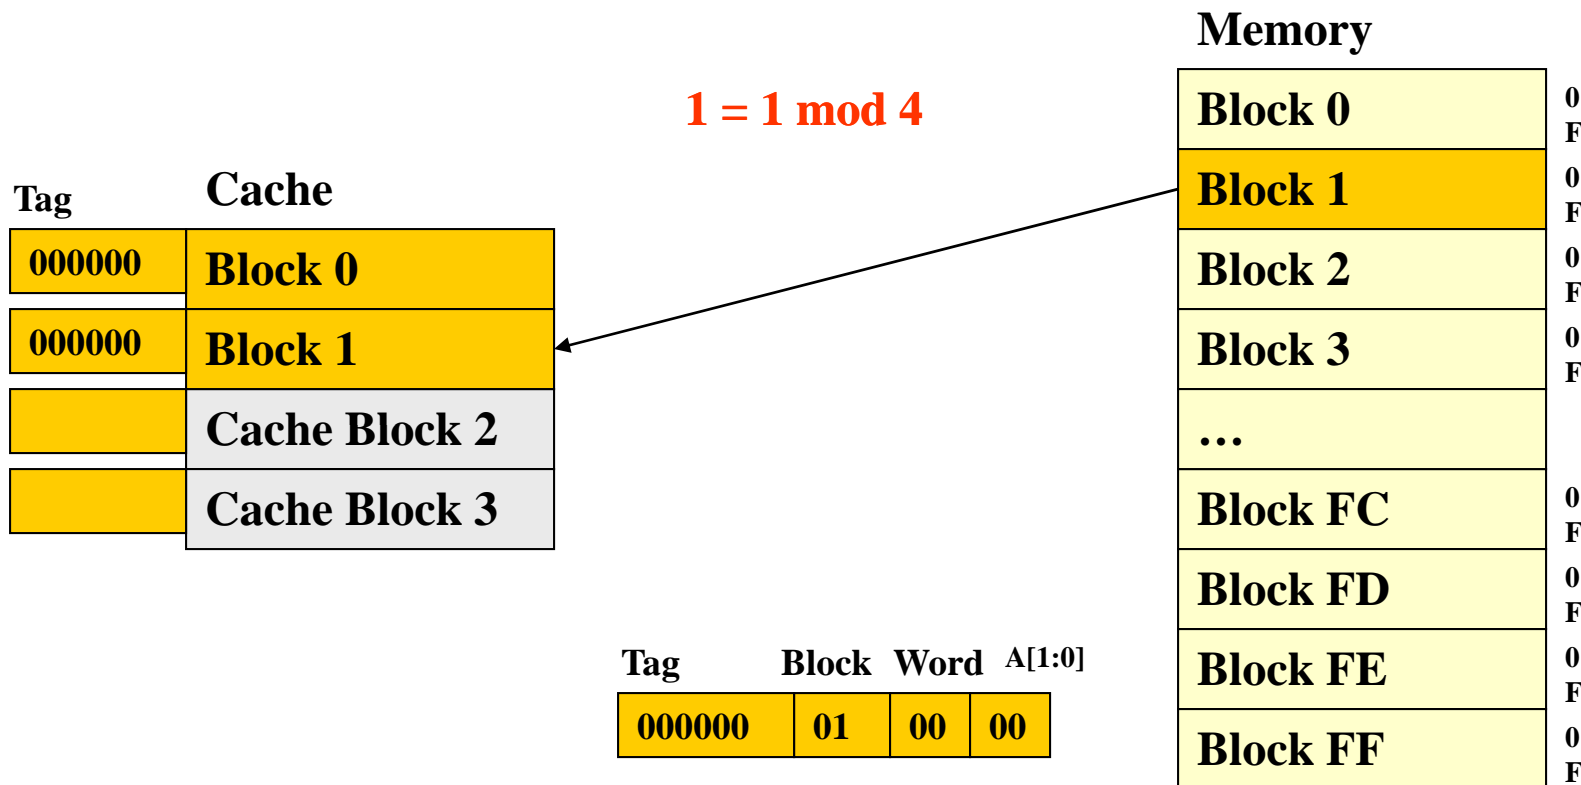 Memory
1 = 1 mod 4
Block 0
0
F
Block 1
0
F
Block 2
0
F
Block 3
0
F
…
Block FC
0
F
Block FD
0
F
Block FE
0
F
Block FF
0
F
Tag Cache
000000 Block 0
000000 Block 1
Cache Block 2
Cache Block 3
Tag Block Word A[1:0]
000000 01 00 00